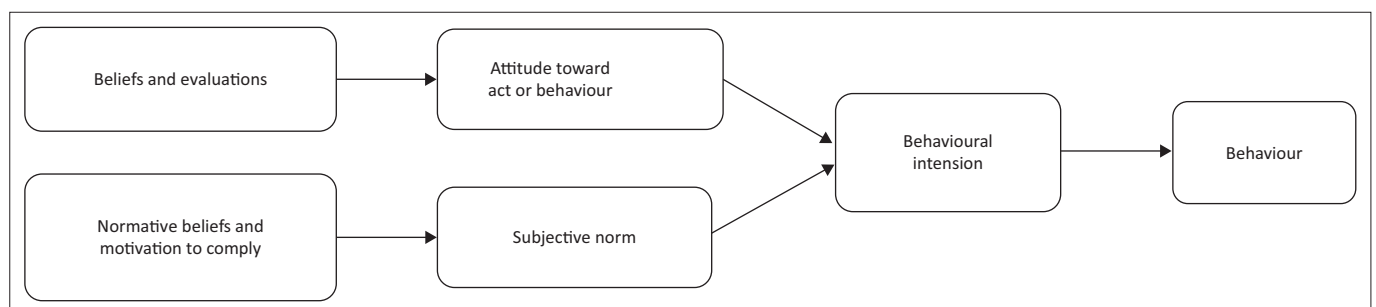 Beliefs and evaluations
Attitude toward
act or behaviour
Normative beliefs and
motivation to comply
Subjective norm
Behavioural
intension
Behaviour